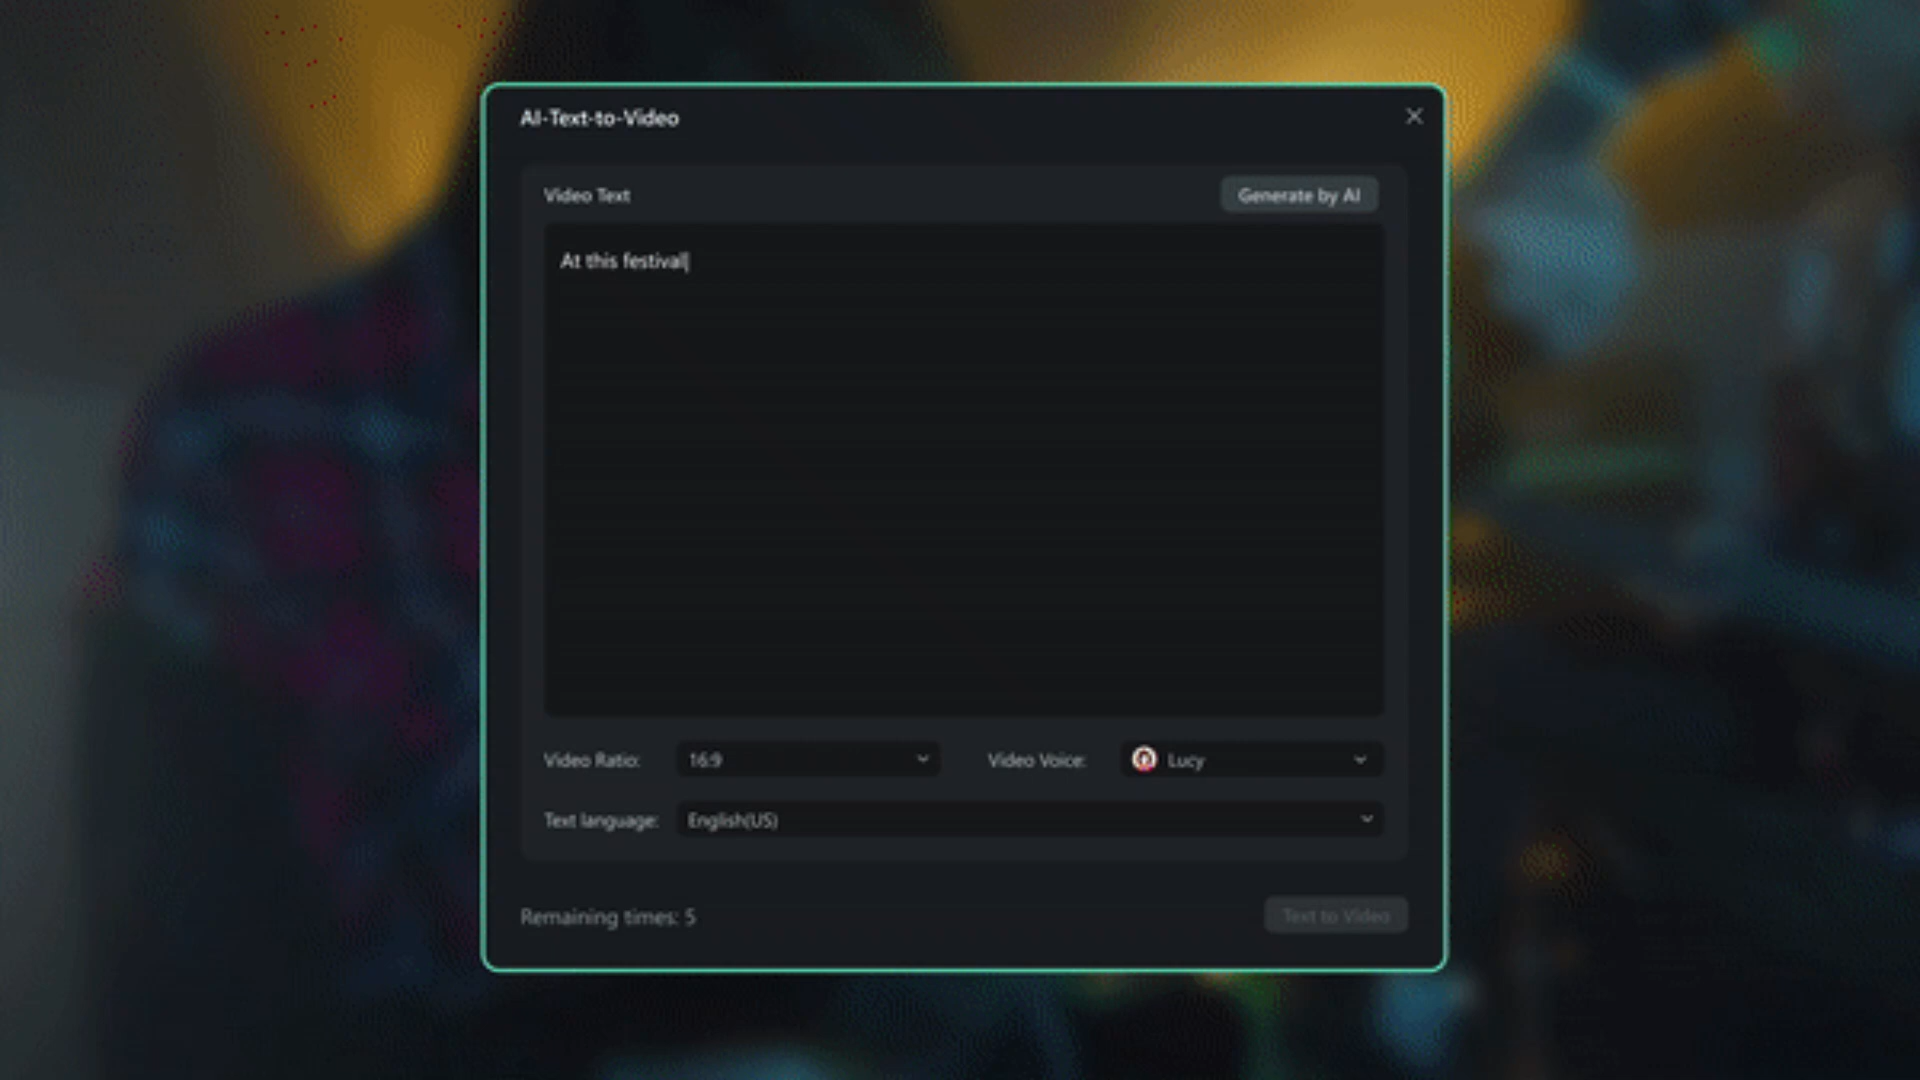 AI-Text-to-Video
Video Text
Generate by AI
At this festival
Video Ratio:
16:9
Video Voice:
Lucy
Text language:
English(US)
Remaining times: 5
Text to Video